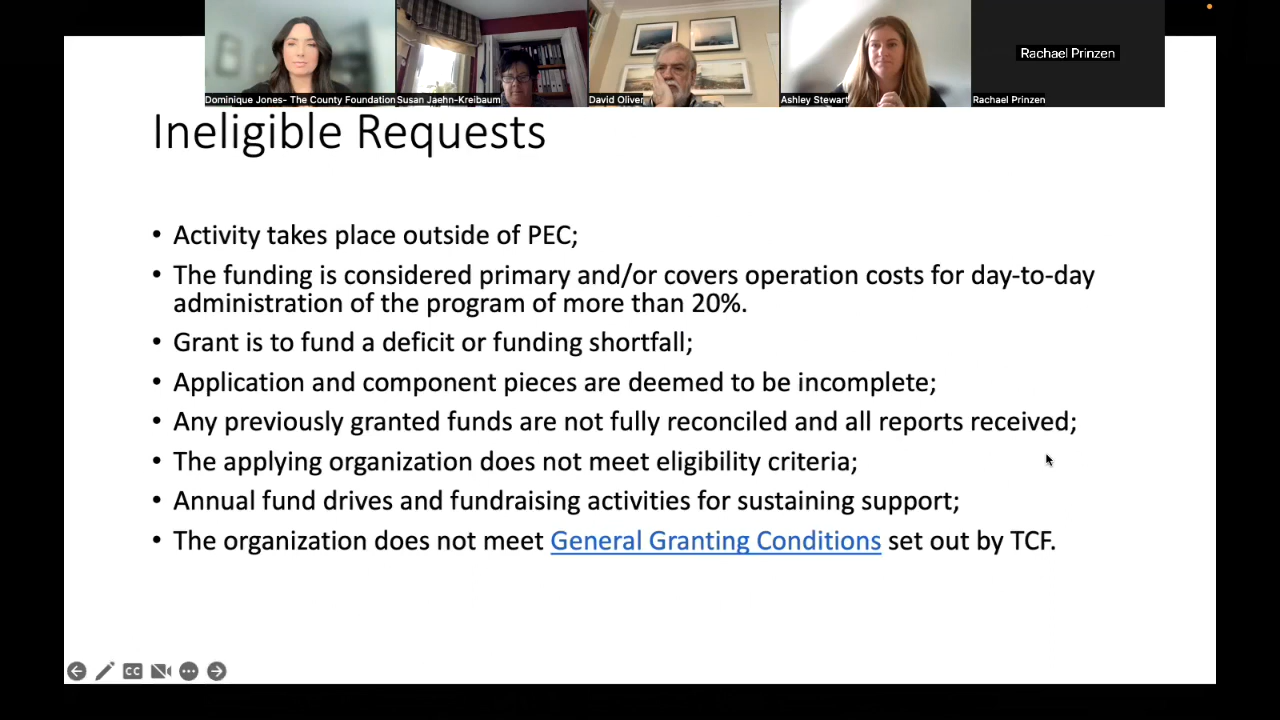 Rachael Prinzen
Dominique Jones- The County Foundation
Susan Jaehn-Kreibaum
David Oliver
Ashley Stewart
Rachael Prinzen
Ineligible Requests
• Activity takes place outside of PEC;
• The funding is considered primary and/or covers operation costs for day-to-day
administration of the program of more than 20%.
• Grant is to fund a deficit or funding shortfall;
• Application and component pieces are deemed to be incomplete;
• Any previously granted funds are not fully reconciled and all reports received;
• The applying organization does not meet eligibility criteria;
• Annual fund drives and fundraising activities for sustaining support;
• The organization does not meet General Granting Conditions set out by TCF.
CC